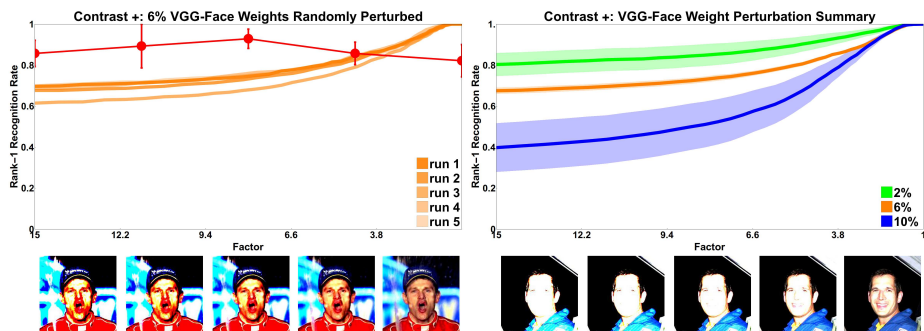 Contrast +: 6% VGG-Face Weights Randomly Perturbed
Rank-1 Recognition Rate
1
0.8
0.6
0.4
0.2
0
15
12.2
9.4
6.6
3.8
Factor
run 1
run 2
run 3
run 4
run 5
Contrast +: VGG-Face Weight Perturbation Summary
Rank-1 Recognition Rate
1
0.8
0.6
0.4
0.2
0
15
12.2
9.4
6.6
3.8
1
Factor
2%
6%
10%